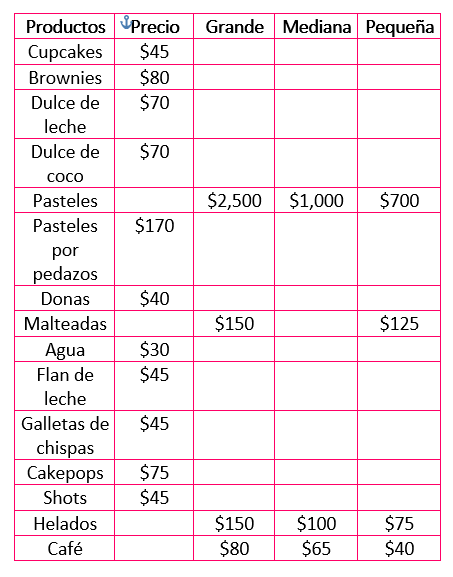 Productos Precio Grande Mediana Pequeña
Cupcakes $45
Brownies $80
Dulce de
leche $70
Dulce de
coco $70
Pasteles $2,500 $1,000 $700
Pasteles
por
pedazos $170
Donas $40
Malteadas $150 $125
Agua $30
Flan de
leche $45
Galletas de
chispas $45
Cakepops $75
Shots $45
Helados $150 $100 $75
Café $80 $65 $40